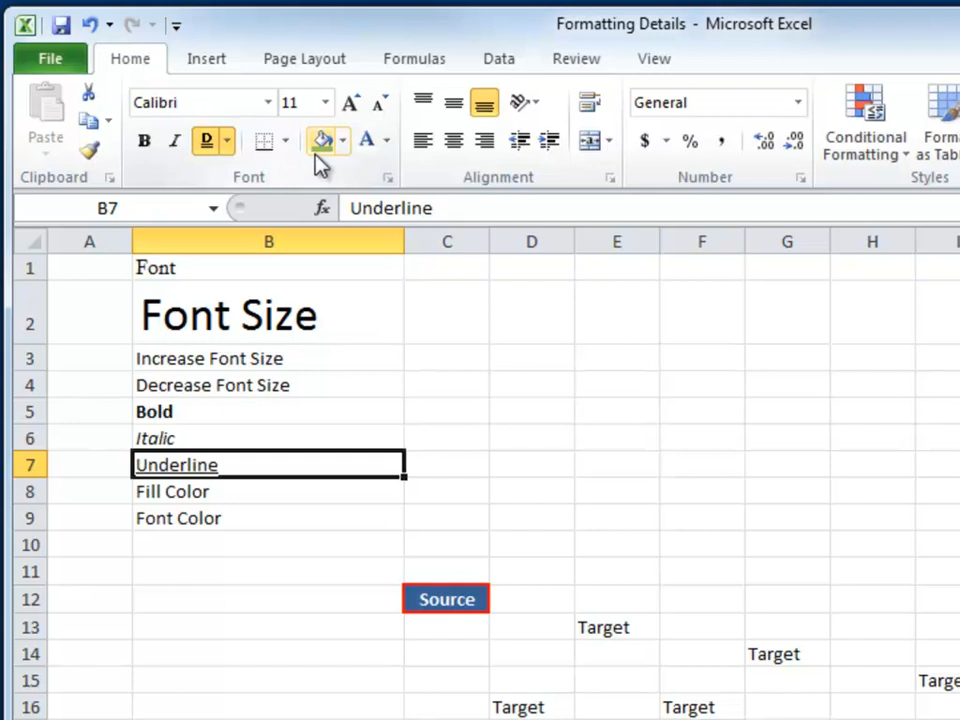 Formatting Details - Microsoft Excel
File Home Insert Page Layout Formulas Data Review View
Paste
Calibri 11
B I D A
General
$ % ,
Conditional Formatting
Clipboard Font Alignment Number Styles
B7 fx Underline
A B C D E F G H
1 Font
2 Font Size
3 Increase Font Size
4 Decrease Font Size
5 Bold
6 Italic
7 Underline
8 Fill Color
9 Font Color
10
11
12 Source
13 Target
14 Target
15
16 Target Target